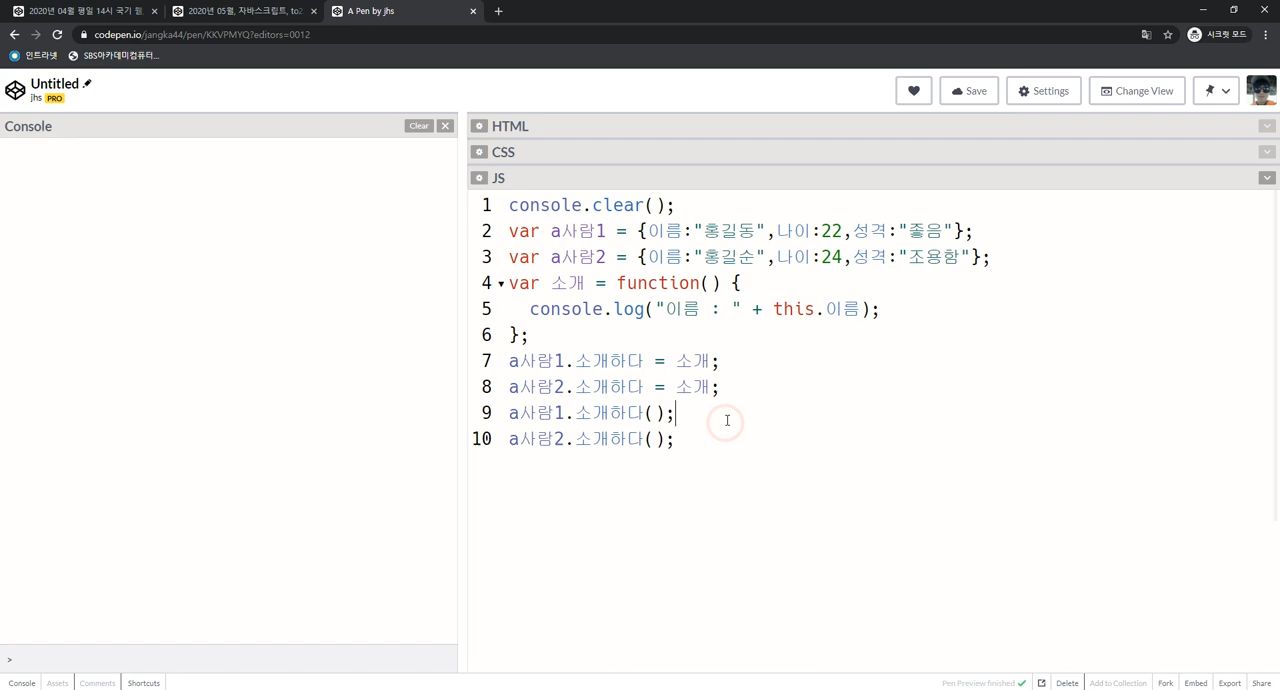 2020년 04월 평일 14시 국기 웹
2020년 05월, 자바스크립트, to2
A Pen by jhs
codepen.io/jangka44/pen/KKVPMYQ?editors=0012
시크릿 모드
인트라넷
SBS아카데미컴퓨터...
Untitled
jhs PRO
Save
Settings
Change View
Console
Clear
HTML
CSS
JS
1 console.clear();
2 var a사람1 = {이름:"홍길동",나이:22,성격:"좋음"};
3 var a사람2 = {이름:"홍길순",나이:24,성격:"조용함"};
4 var 소개 = function() {
5 console.log("이름 : " + this.이름);
6 };
7 a사람1.소개하다 = 소개;
8 a사람2.소개하다 = 소개;
9 a사람1.소개하다();
10 a사람2.소개하다();
>
Console Assets Comments Shortcuts
Pen Preview finished
Delete Add to Collection Fork Embed Export Share